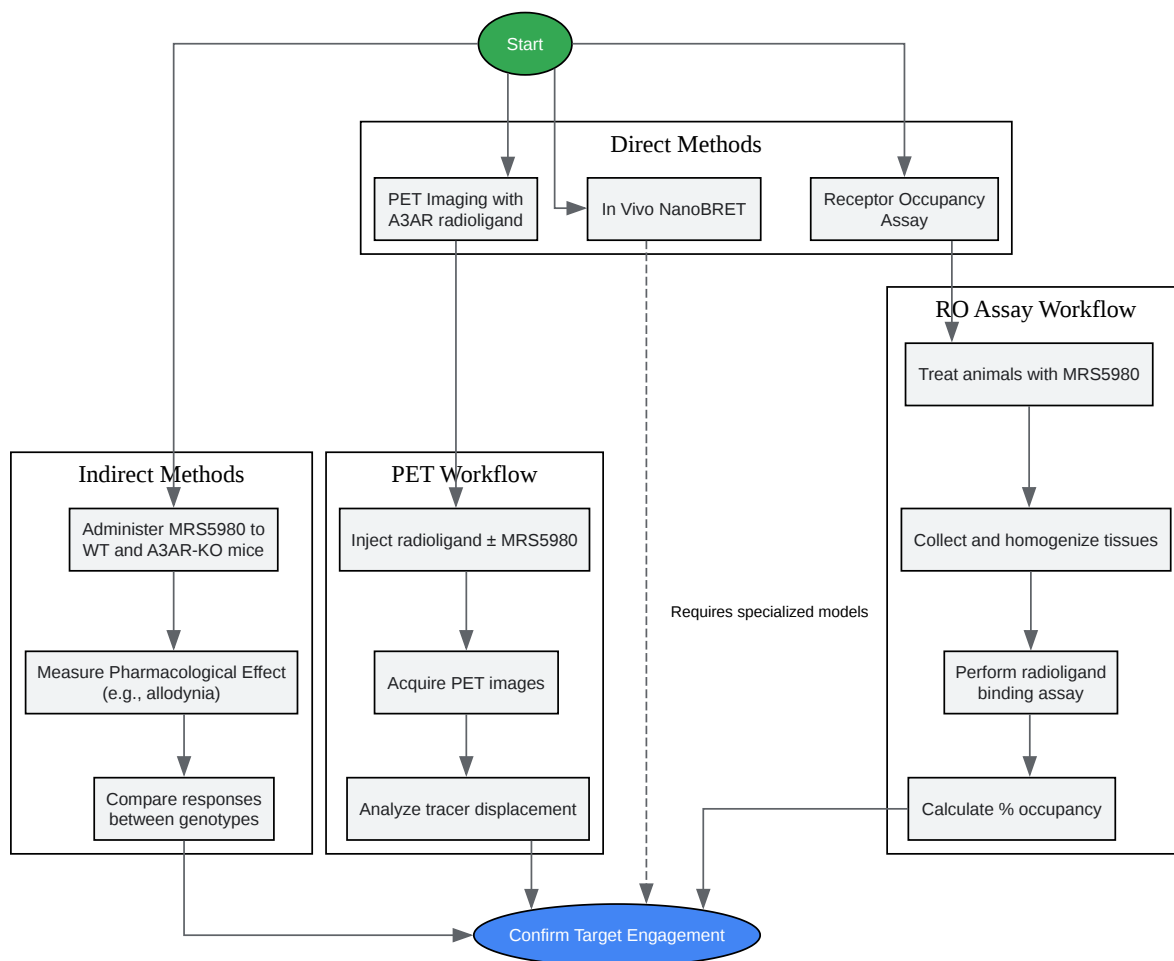 Start
Direct Methods
PET Imaging with
A3AR radioligand
In Vivo NanoBRET
Receptor Occupancy
Assay
RO Assay Workflow
Treat animals with MRS5980
Collect and homogenize tissues
Perform radioligand
binding assay
Calculate % occupancy
Indirect Methods
Administer MRS5980 to
WT and A3AR-KO mice
Measure Pharmacological Effect
(e.g., allodynia)
Compare responses
between genotypes
PET Workflow
Inject radioligand ± MRS5980
Acquire PET images
Analyze tracer displacement
Requires specialized models
Confirm Target Engagement